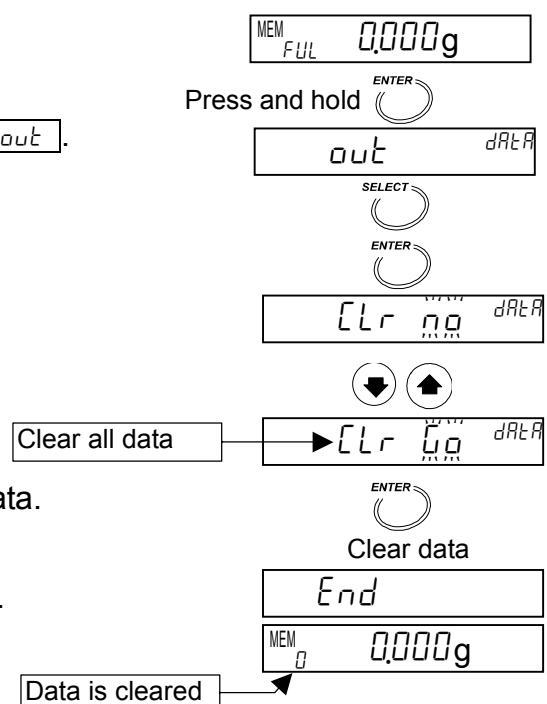 MEM
FUL 0.000g
ENTER
Press and hold
out.
out dAtA
SELECT
ENTER
CLr no dAtA
Clear all data
CLr Go dAtA
ata.
ENTER
Clear data
.
End
MEM
0 0.000g
Data is cleared